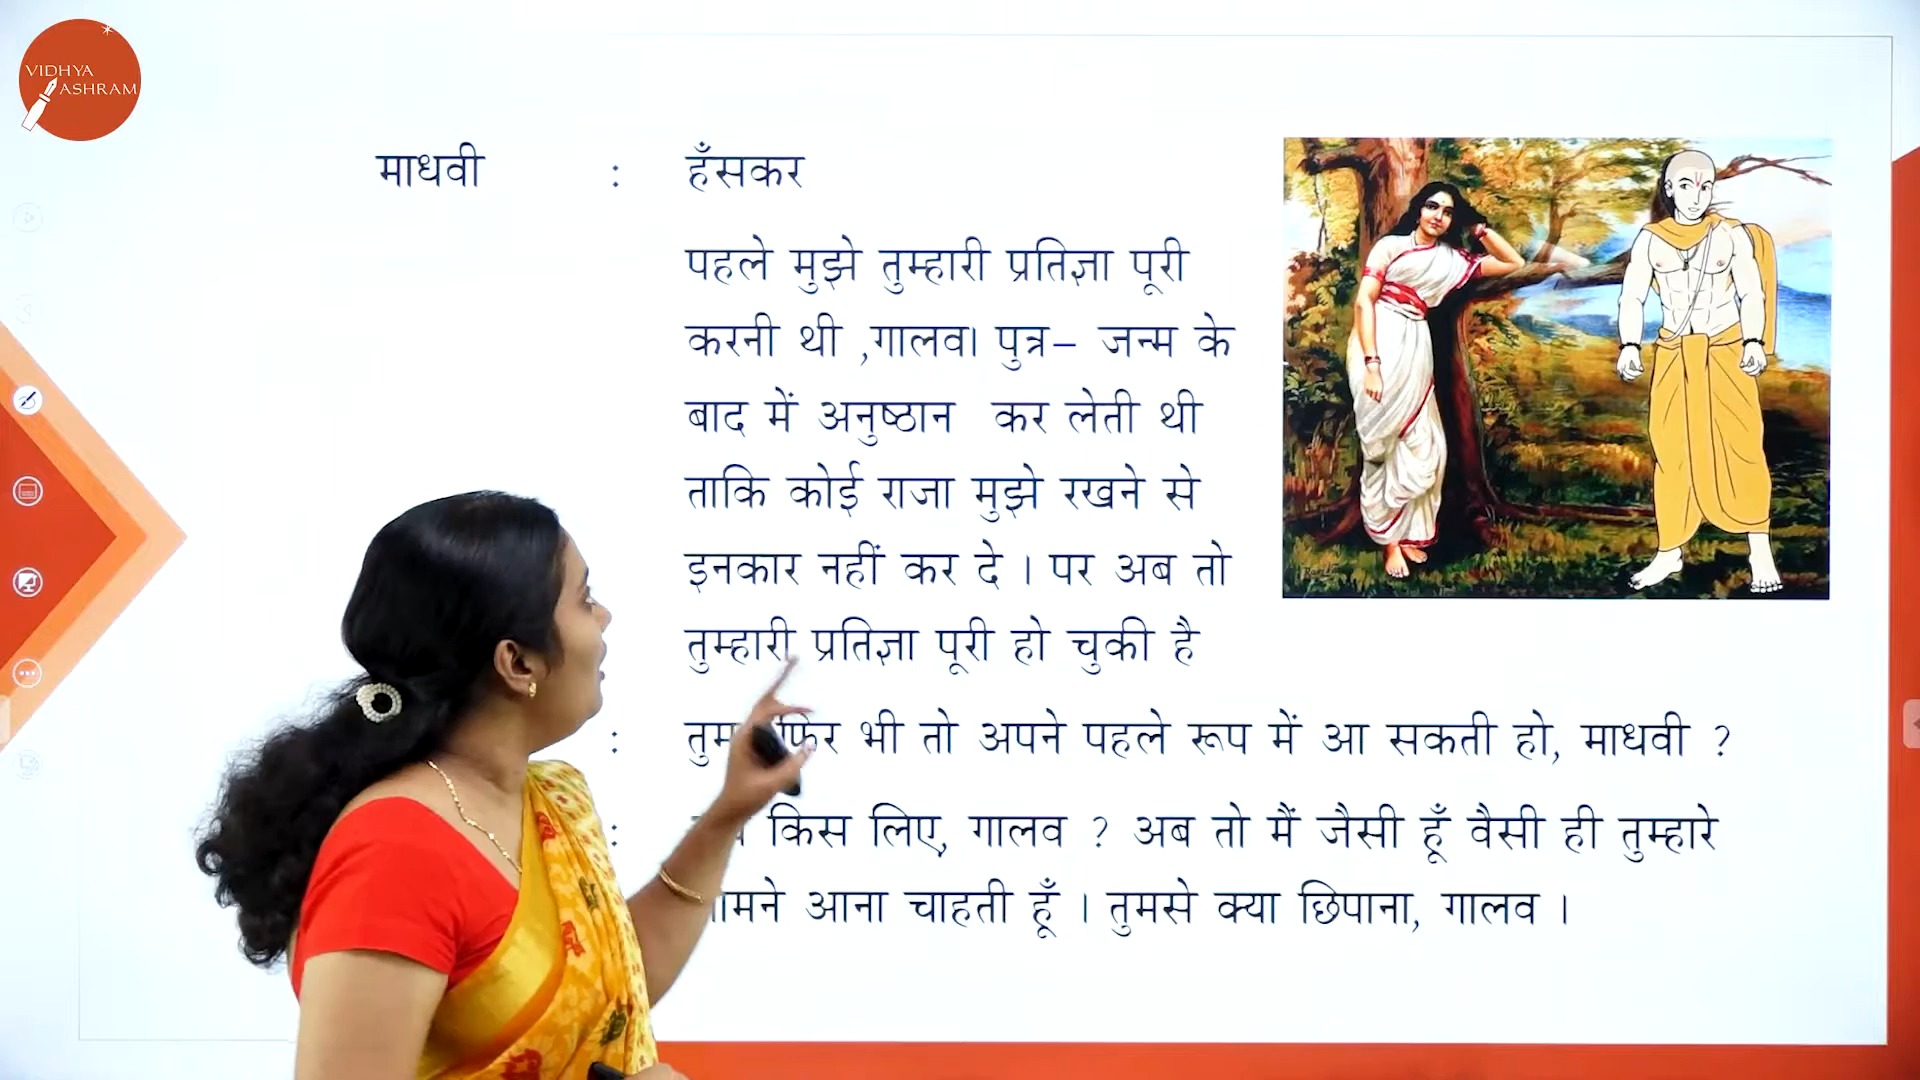 VIDHYA
ASHRAM
माधवी : हँसकर
पहले मुझे तुम्हारी प्रतिज्ञा पूरी
करनी थी ,गालव। पुत्र– जन्म के
बाद में अनुष्ठान कर लेती थी
ताकि कोई राजा मुझे रखने से
इनकार नहीं कर दे । पर अब तो
तुम्हारी प्रतिज्ञा पूरी हो चुकी है
: फिर भी तो अपने पहले रूप में आ सकती हो, माधवी ?
: किस लिए, गालव ? अब तो मैं जैसी हूँ वैसी ही तुम्हारे
आना चाहती हूँ । तुमसे क्या छिपाना, गालव ।